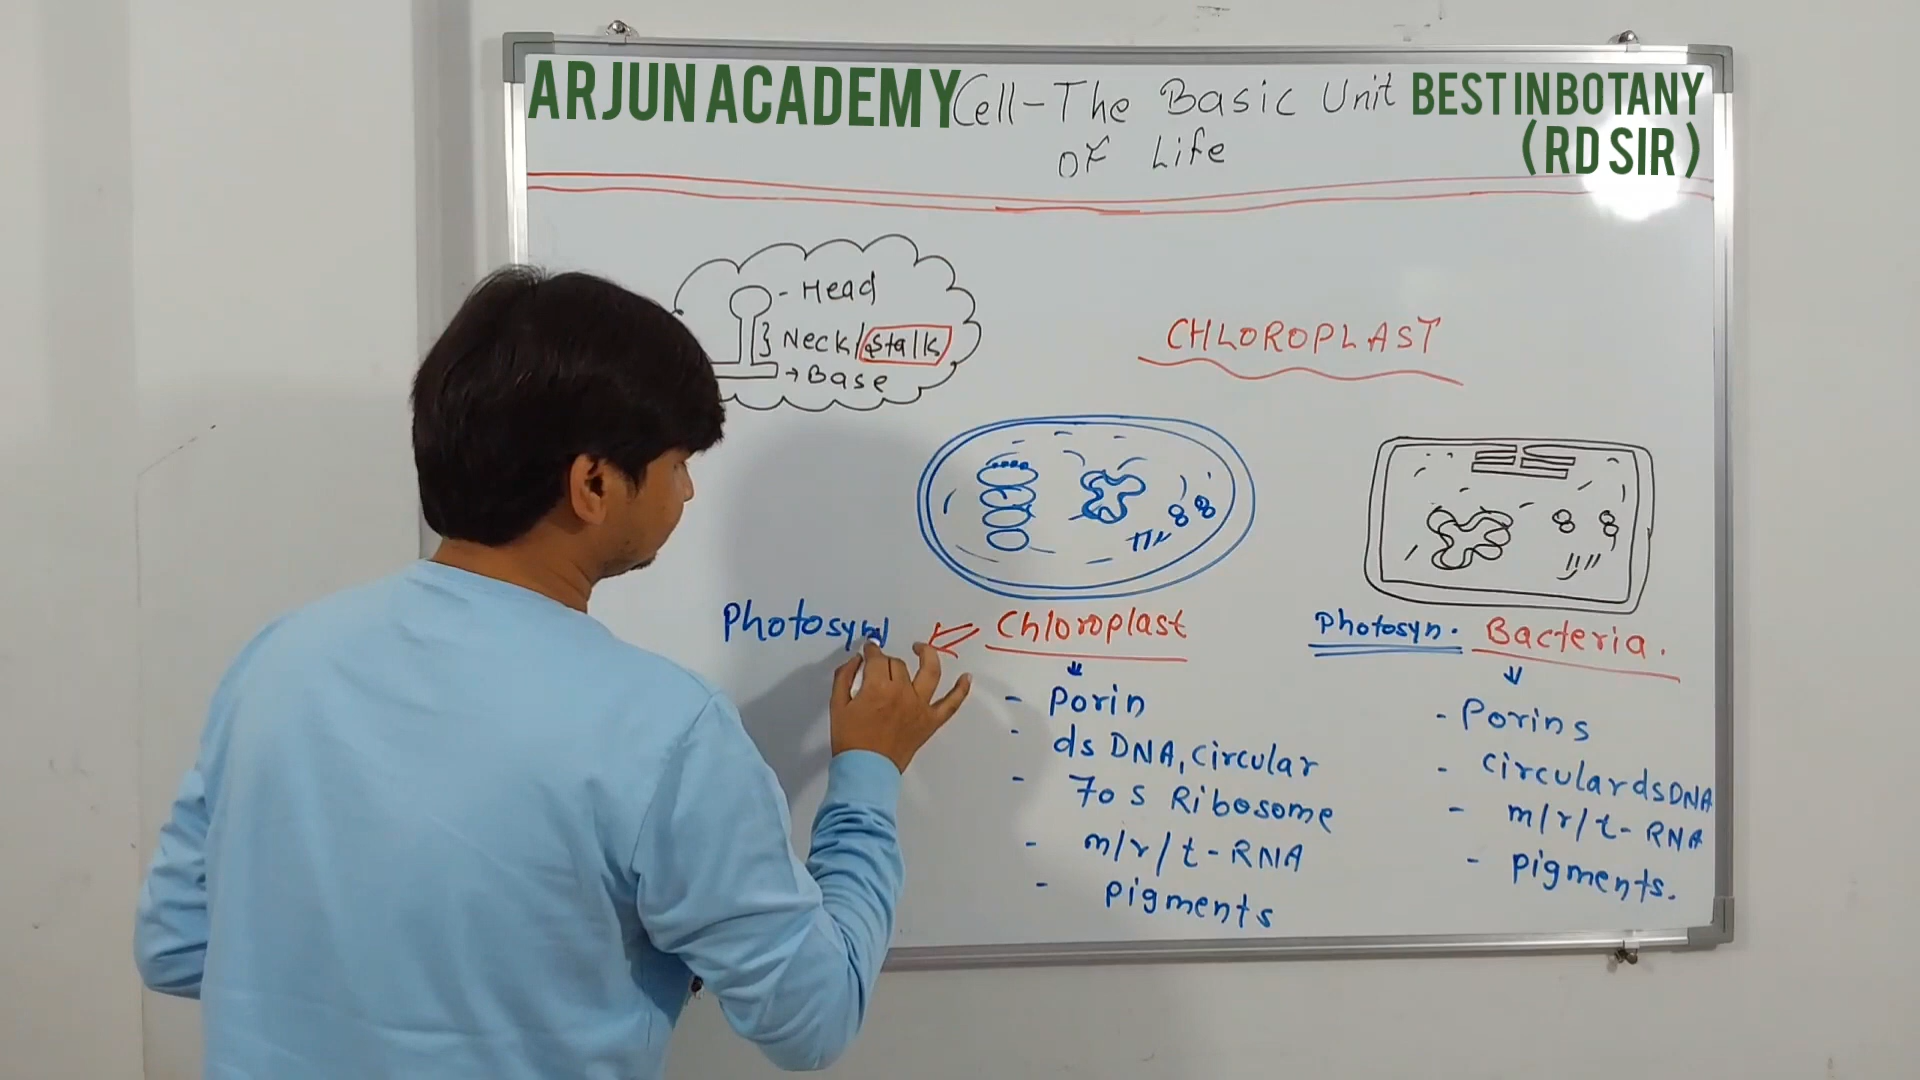 ARJUN ACADEMY
Cell-The Basic Unit
OF Life
BEST IN BOTANY
(RD SIR)
- Head
} Neck/Stalk
→ Base
CHLOROPLAST
Photosyn
Chloroplast
- Porin
- ds DNA, Circular
- 70 S Ribosome
- m/r/t-RNA
- Pigments
Photosyn. Bacteria.
- Porins
- Circular dsDNA
- m/r/t-RNA
- Pigments.